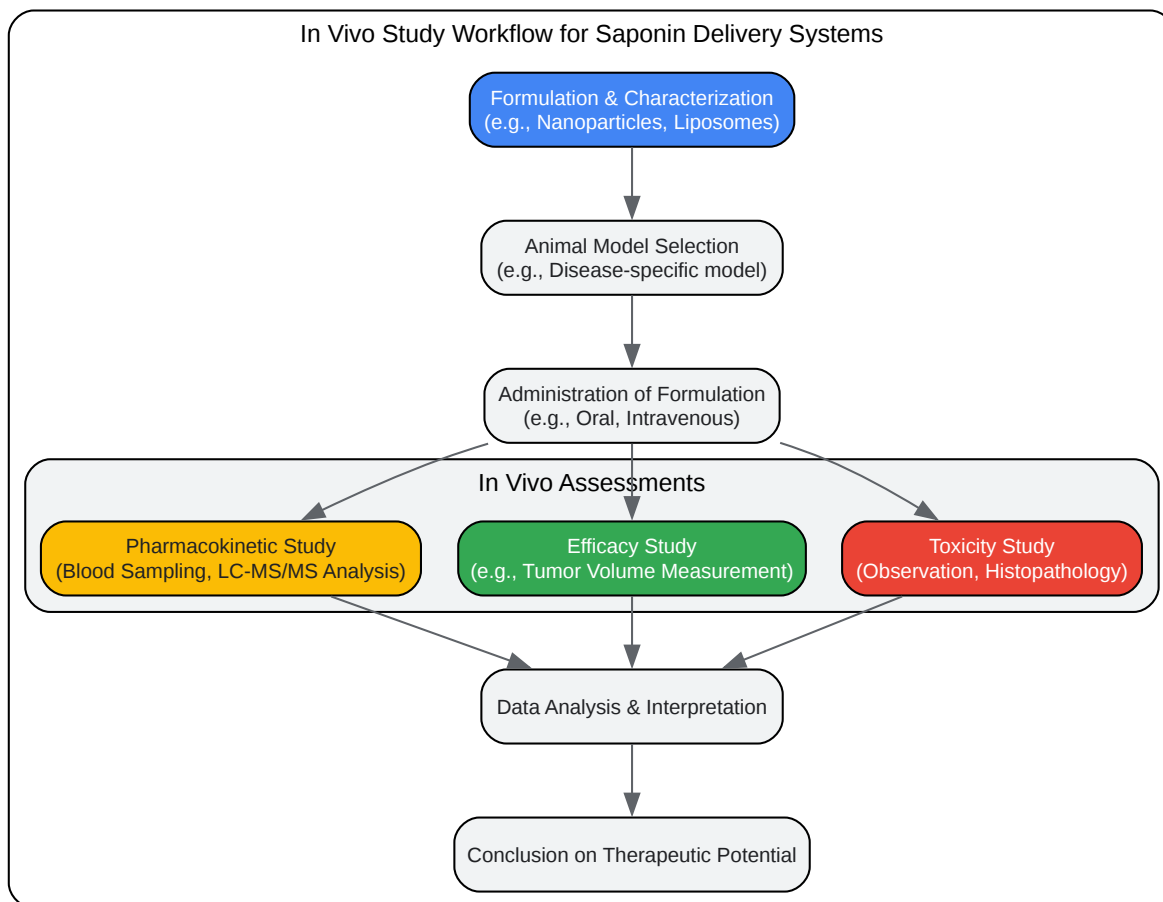 In Vivo Study Workflow for Saponin Delivery Systems
Formulation & Characterization
(e.g., Nanoparticles, Liposomes)
Animal Model Selection
(e.g., Disease-specific model)
Administration of Formulation
(e.g., Oral, Intravenous)
In Vivo Assessments
Pharmacokinetic Study
(Blood Sampling, LC-MS/MS Analysis)
Efficacy Study
(e.g., Tumor Volume Measurement)
Toxicity Study
(Observation, Histopathology)
Data Analysis & Interpretation
Conclusion on Therapeutic Potential